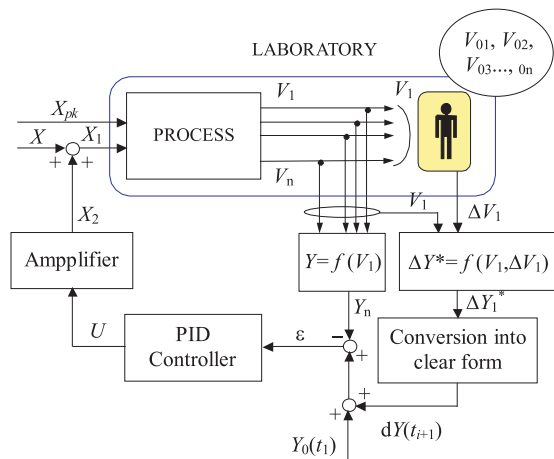 LABORATORY
V01, V02,
V03..., 0n
Xpk
V1
V1
X
X1
PROCESS
+
+
Vn
V1
ΔV1
X2
Ampplifier
Y=f(V1)
ΔY*=f(V1,ΔV1)
Yn
ΔY1*
U
PID
Controller
ε
−
+
Conversion into
clear form
+
+
Y0(t1)
dY(ti+1)